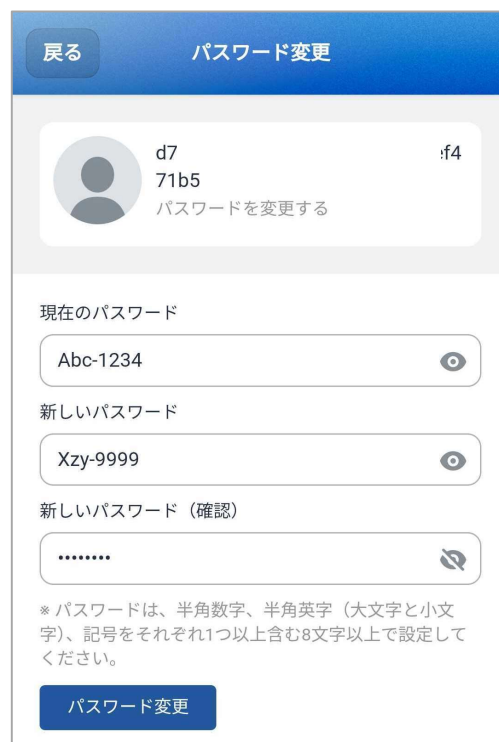 戻る
パスワード変更
d7 :f4
71b5
パスワードを変更する
現在のパスワード
Abc-1234
新しいパスワード
Xzy-9999
新しいパスワード（確認）
••••••••
※パスワードは、半角数字、半角英字（大文字と小文
字）、記号をそれぞれ1つ以上含む8文字以上で設定して
ください。
パスワード変更